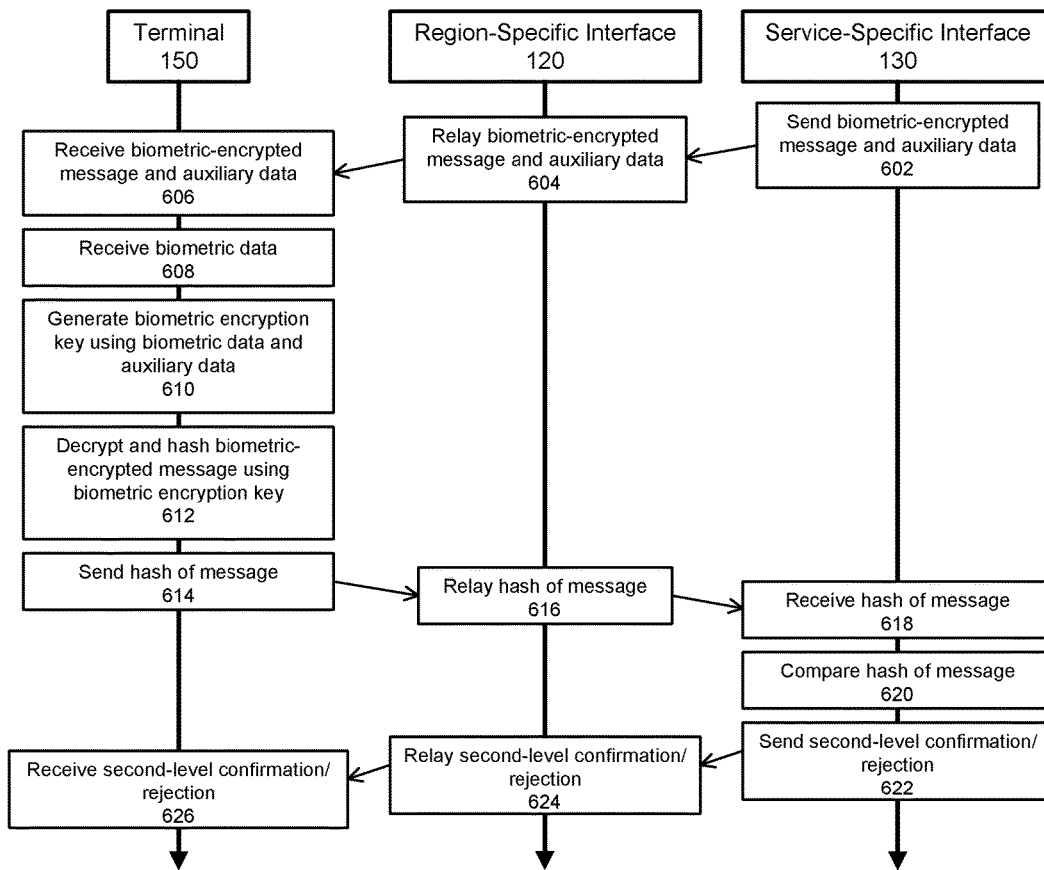 Terminal
150
Region-Specific Interface
120
Service-Specific Interface
130
Send biometric-encrypted
message and auxiliary data
602
Relay biometric-encrypted
message and auxiliary data
604
Receive biometric-encrypted
message and auxiliary data
606
Receive biometric data
608
Generate biometric encryption
key using biometric data and
auxiliary data
610
Decrypt and hash biometric-
encrypted message using
biometric encryption key
612
Send hash of message
614
Relay hash of message
616
Receive hash of message
618
Compare hash of message
620
Send second-level confirmation/
rejection
622
Relay second-level confirmation/
rejection
624
Receive second-level confirmation/
rejection
626